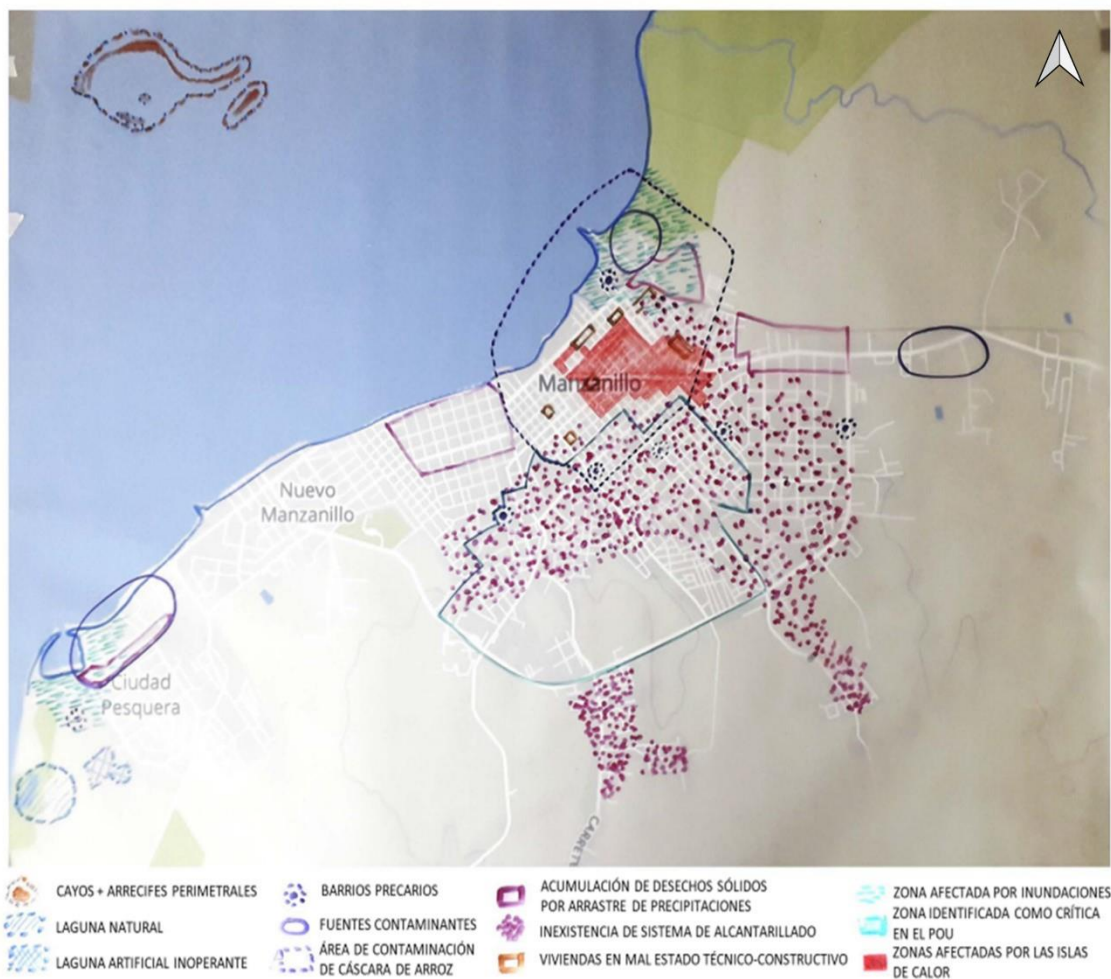 Manzanillo
Nuevo
Manzanillo
Ciudad
Pesquera
CARRET
CAYOS + ARRECIFES PERIMETRALES
LAGUNA NATURAL
LAGUNA ARTIFICIAL INOPERANTE
BARRIOS PRECARIOS
FUENTES CONTAMINANTES
ÁREA DE CONTAMINACIÓN
DE CÁSCARA DE ARROZ
ACUMULACIÓN DE DESECHOS SÓLIDOS
POR ARRASTRE DE PRECIPITACIONES
INEXISTENCIA DE SISTEMA DE ALCANTARILLADO
VIVIENDAS EN MAL ESTADO TÉCNICO-CONSTRUCTIVO
ZONA AFECTADA POR INUNDACIONES
ZONA IDENTIFICADA COMO CRÍTICA
EN EL POU
ZONAS AFECTADAS POR LAS ISLAS
DE CALOR